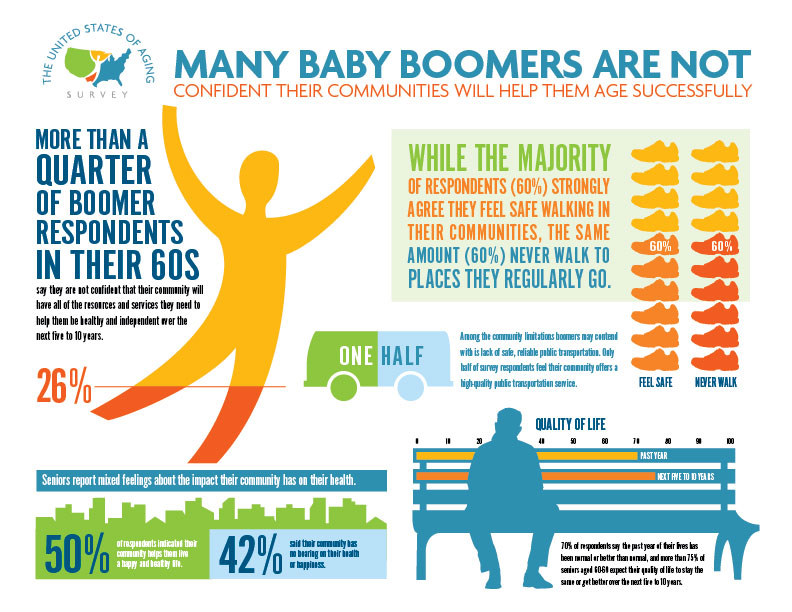 THE UNITED STATES OF AGING
SURVEY
MANY BABY BOOMERS ARE NOT
CONFIDENT THEIR COMMUNITIES WILL HELP THEM AGE SUCCESSFULLY
MORE THAN A
QUARTER
OF BOOMER
RESPONDENTS
IN THEIR 60S
say they are not confident that their community will
have all of the resources and services they need to
help them be healthy and independent over the
next five to 10 years.
26%
WHILE THE MAJORITY
OF RESPONDENTS (60%) STRONGLY
AGREE THEY FEEL SAFE WALKING IN
THEIR COMMUNITIES, THE SAME
AMOUNT (60%) NEVER WALK TO
PLACES THEY REGULARLY GO.
60% 60%
FEEL SAFE NEVER WALK
ONE HALF
Among the community limitations boomers may contend
with is lack of safe, reliable public transportation. Only
half of survey respondents feel their community offers a
high-quality public transportation service.
QUALITY OF LIFE
0 10 20 40 50 60 70 80 90 100
PAST YEAR
NEXT FIVE TO 10 YEARS
70% of respondents say the past year of their lives has
been normal or better than normal, and more than 75% of
seniors aged 60-69 expect their quality of life to stay the
same or get better over the next five to 10 years.
Seniors report mixed feelings about the impact their community has on their health.
50%
of respondents indicated their
community helps them live
a happy and healthy life.
42%
said their community has
no bearing on their health
or happiness.